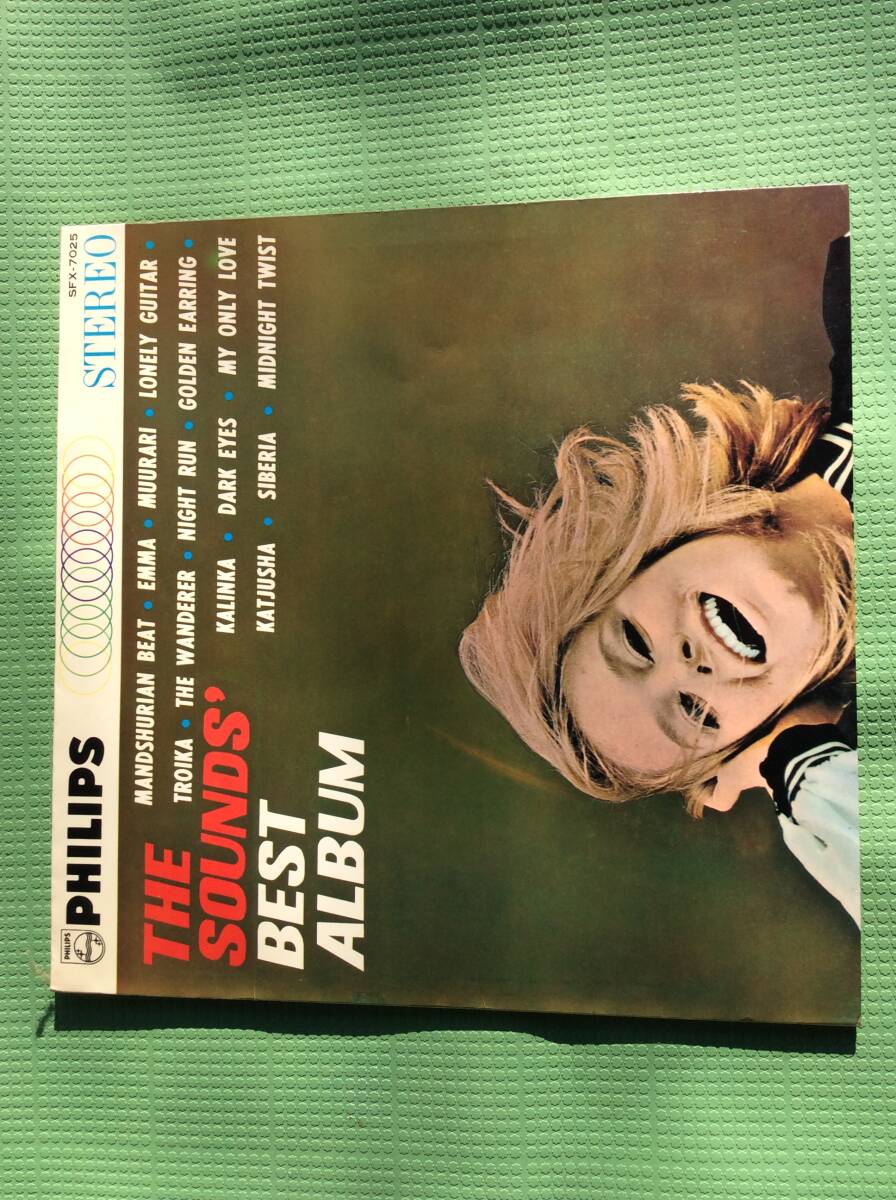 PHILIPS
PHILIPS
SFX-7025
STEREO
MANDSHURIAN BEAT • EMMA • MUURARI • LONELY GUITAR •
TROIKA • THE WANDERER • NIGHT RUN • GOLDEN EARRING •
KALINKA • DARK EYES • MY ONLY LOVE
KATJUSHA • SIBERIA • MIDNIGHT TWIST
THE
SOUNDS'
BEST
ALBUM